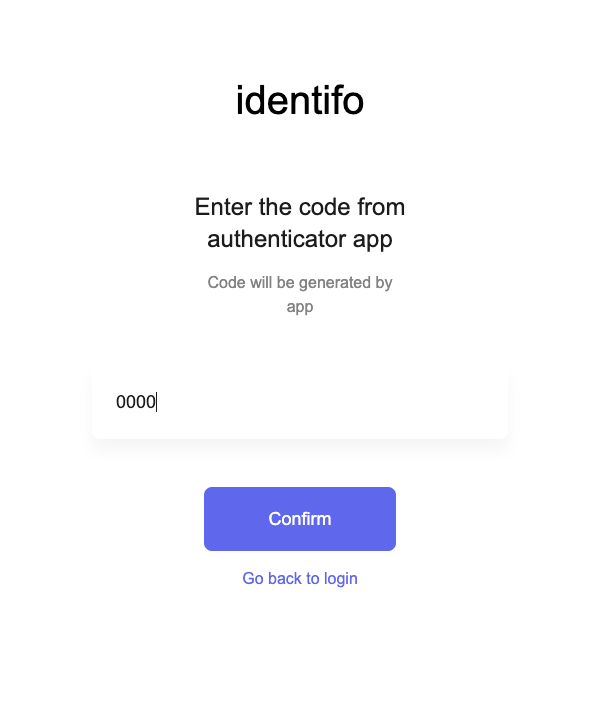 identifo
Enter the code from
authenticator app
Code will be generated by
app
0000
Confirm
Go back to login